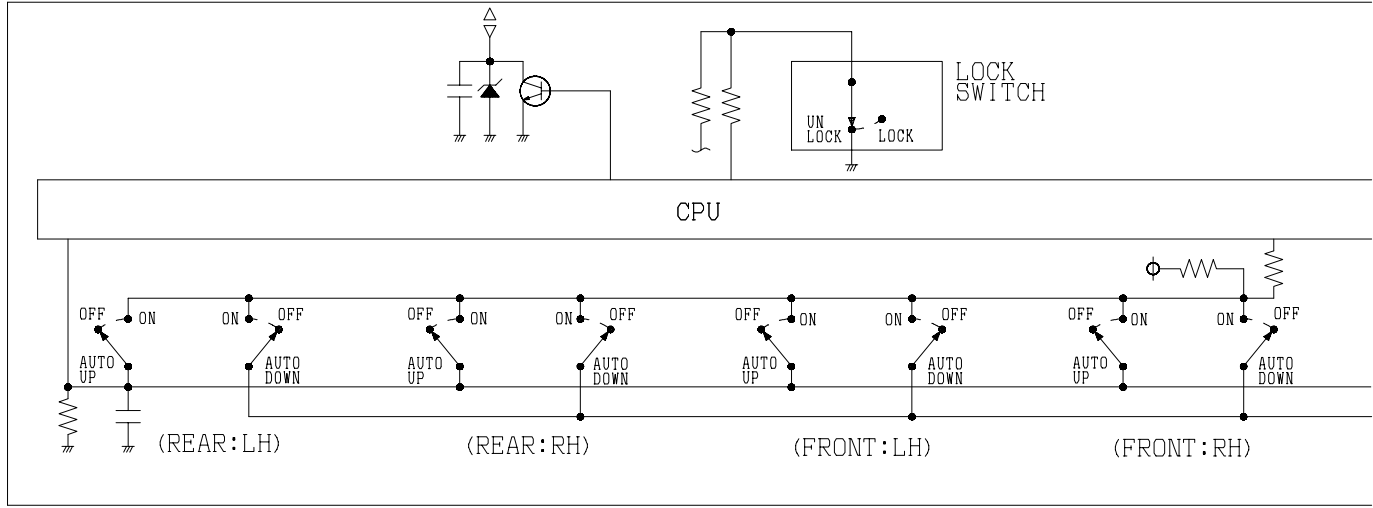 LOCK
SWITCH
UN
LOCK
LOCK
CPU
OFF
ON
ON
OFF
OFF
ON
ON
OFF
OFF
ON
ON
OFF
OFF
ON
ON
OFF
AUTO
UP
AUTO
DOWN
AUTO
UP
AUTO
DOWN
AUTO
UP
AUTO
DOWN
AUTO
UP
AUTO
DOWN
(REAR:LH)
(REAR:RH)
(FRONT:LH)
(FRONT:RH)